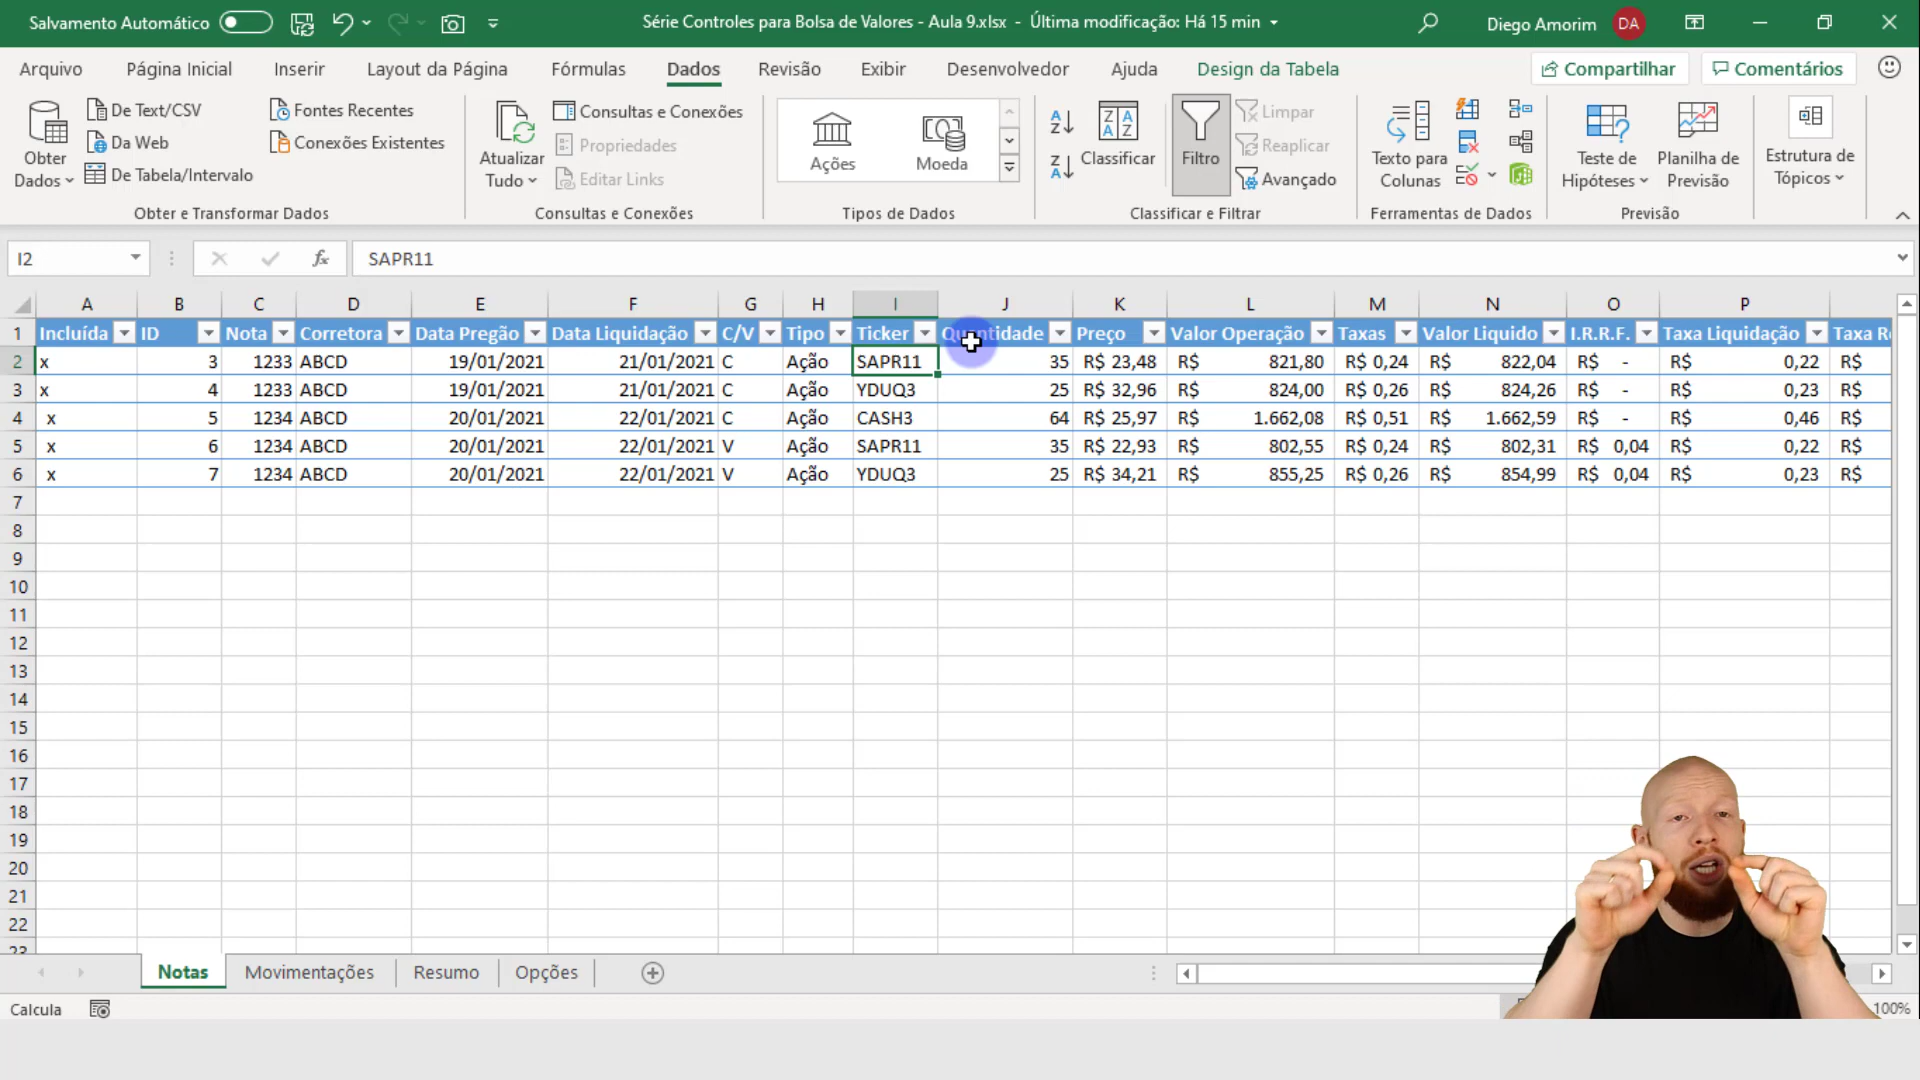 Salvamento Automático
Série Controles para Bolsa de Valores - Aula 9.xlsx - Última modificação: Há 15 min
Diego Amorim DA
Arquivo Página Inicial Inserir Layout da Página Fórmulas Dados Revisão Exibir Desenvolvedor Ajuda Design da Tabela Compartilhar Comentários
Obter Dados
De Text/CSV
Da Web
De Tabela/Intervalo
Fontes Recentes
Conexões Existentes
Obter e Transformar Dados
Atualizar Tudo
Consultas e Conexões
Propriedades
Editar Links
Consultas e Conexões
Ações Moeda
Tipos de Dados
Classificar
Filtro
Limpar
Reaplicar
Avançado
Classificar e Filtrar
Texto para Colunas
Ferramentas de Dados
Teste de Hipóteses
Planilha de Previsão
Previsão
Estrutura de Tópicos
I2 fx SAPR11
A B C D E F G H I J K L M N O P
1 Incluída ID Nota Corretora Data Pregão Data Liquidação C/V Tipo Ticker Quantidade Preço Valor Operação Taxas Valor Liquido I.R.R.F. Taxa Liquidação Taxa Re
2 x 3 1233 ABCD 19/01/2021 21/01/2021 C Ação SAPR11 35 R$ 23,48 R$ 821,80 R$ 0,24 R$ 822,04 R$ - R$ 0,22 R$
3 x 4 1233 ABCD 19/01/2021 21/01/2021 C Ação YDUQ3 25 R$ 32,96 R$ 824,00 R$ 0,26 R$ 824,26 R$ - R$ 0,23 R$
4 x 5 1234 ABCD 20/01/2021 22/01/2021 C Ação CASH3 64 R$ 25,97 R$ 1.662,08 R$ 0,51 R$ 1.662,59 R$ - R$ 0,46 R$
5 x 6 1234 ABCD 20/01/2021 22/01/2021 V Ação SAPR11 35 R$ 22,93 R$ 802,55 R$ 0,24 R$ 802,31 R$ 0,04 R$ 0,22 R$
6 x 7 1234 ABCD 20/01/2021 22/01/2021 V Ação YDUQ3 25 R$ 34,21 R$ 855,25 R$ 0,26 R$ 854,99 R$ 0,04 R$ 0,23 R$
7
8
9
10
11
12
13
14
15
16
17
18
19
20
21
22
23
Notas Movimentações Resumo Opções
Calcula
100%